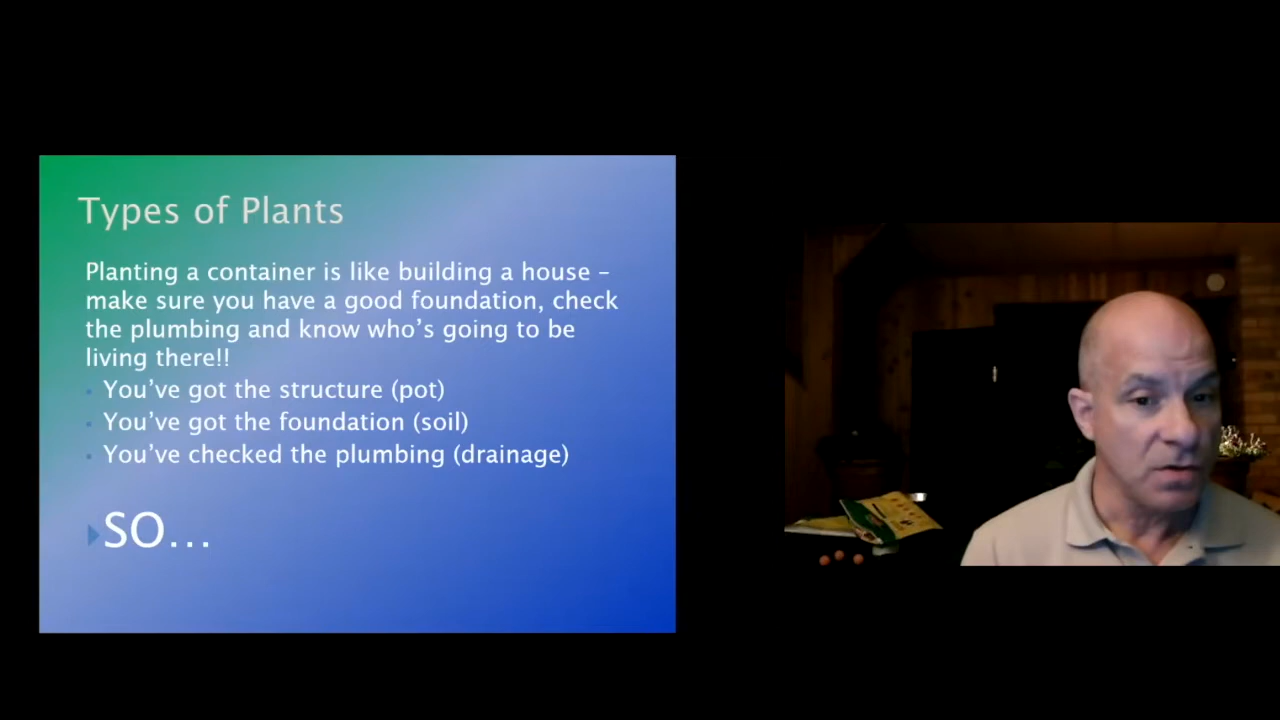 Types of Plants
Planting a container is like building a house –
make sure you have a good foundation, check
the plumbing and know who's going to be
living there!!
You've got the structure (pot)
You've got the foundation (soil)
You've checked the plumbing (drainage)
SO…